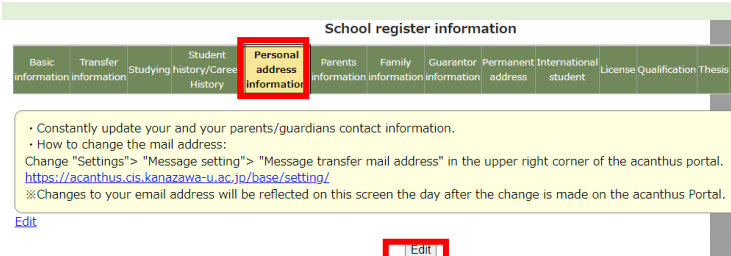 School register information
Basic information
Transfer information
Studying
Student history/Caree History
Personal address information
Parents information
Family information
Guarantor information
Permanent address
International student
License
Qualification
Thesis
・Constantly update your and your parents/guardians contact information.
・How to change the mail address:
Change "Settings"> "Message setting"> "Message transfer mail address" in the upper right corner of the acanthus portal.
https://acanthus.cis.kanazawa-u.ac.jp/base/setting/
※Changes to your email address will be reflected on this screen the day after the change is made on the acanthus Portal.
Edit
Edit